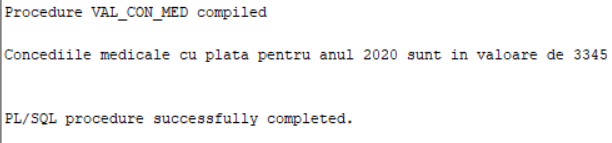 Procedure VAL_CON_MED compiled
Concediile medicale cu plata pentru anul 2020 sunt in valoare de 3345
PL/SQL procedure successfully completed.